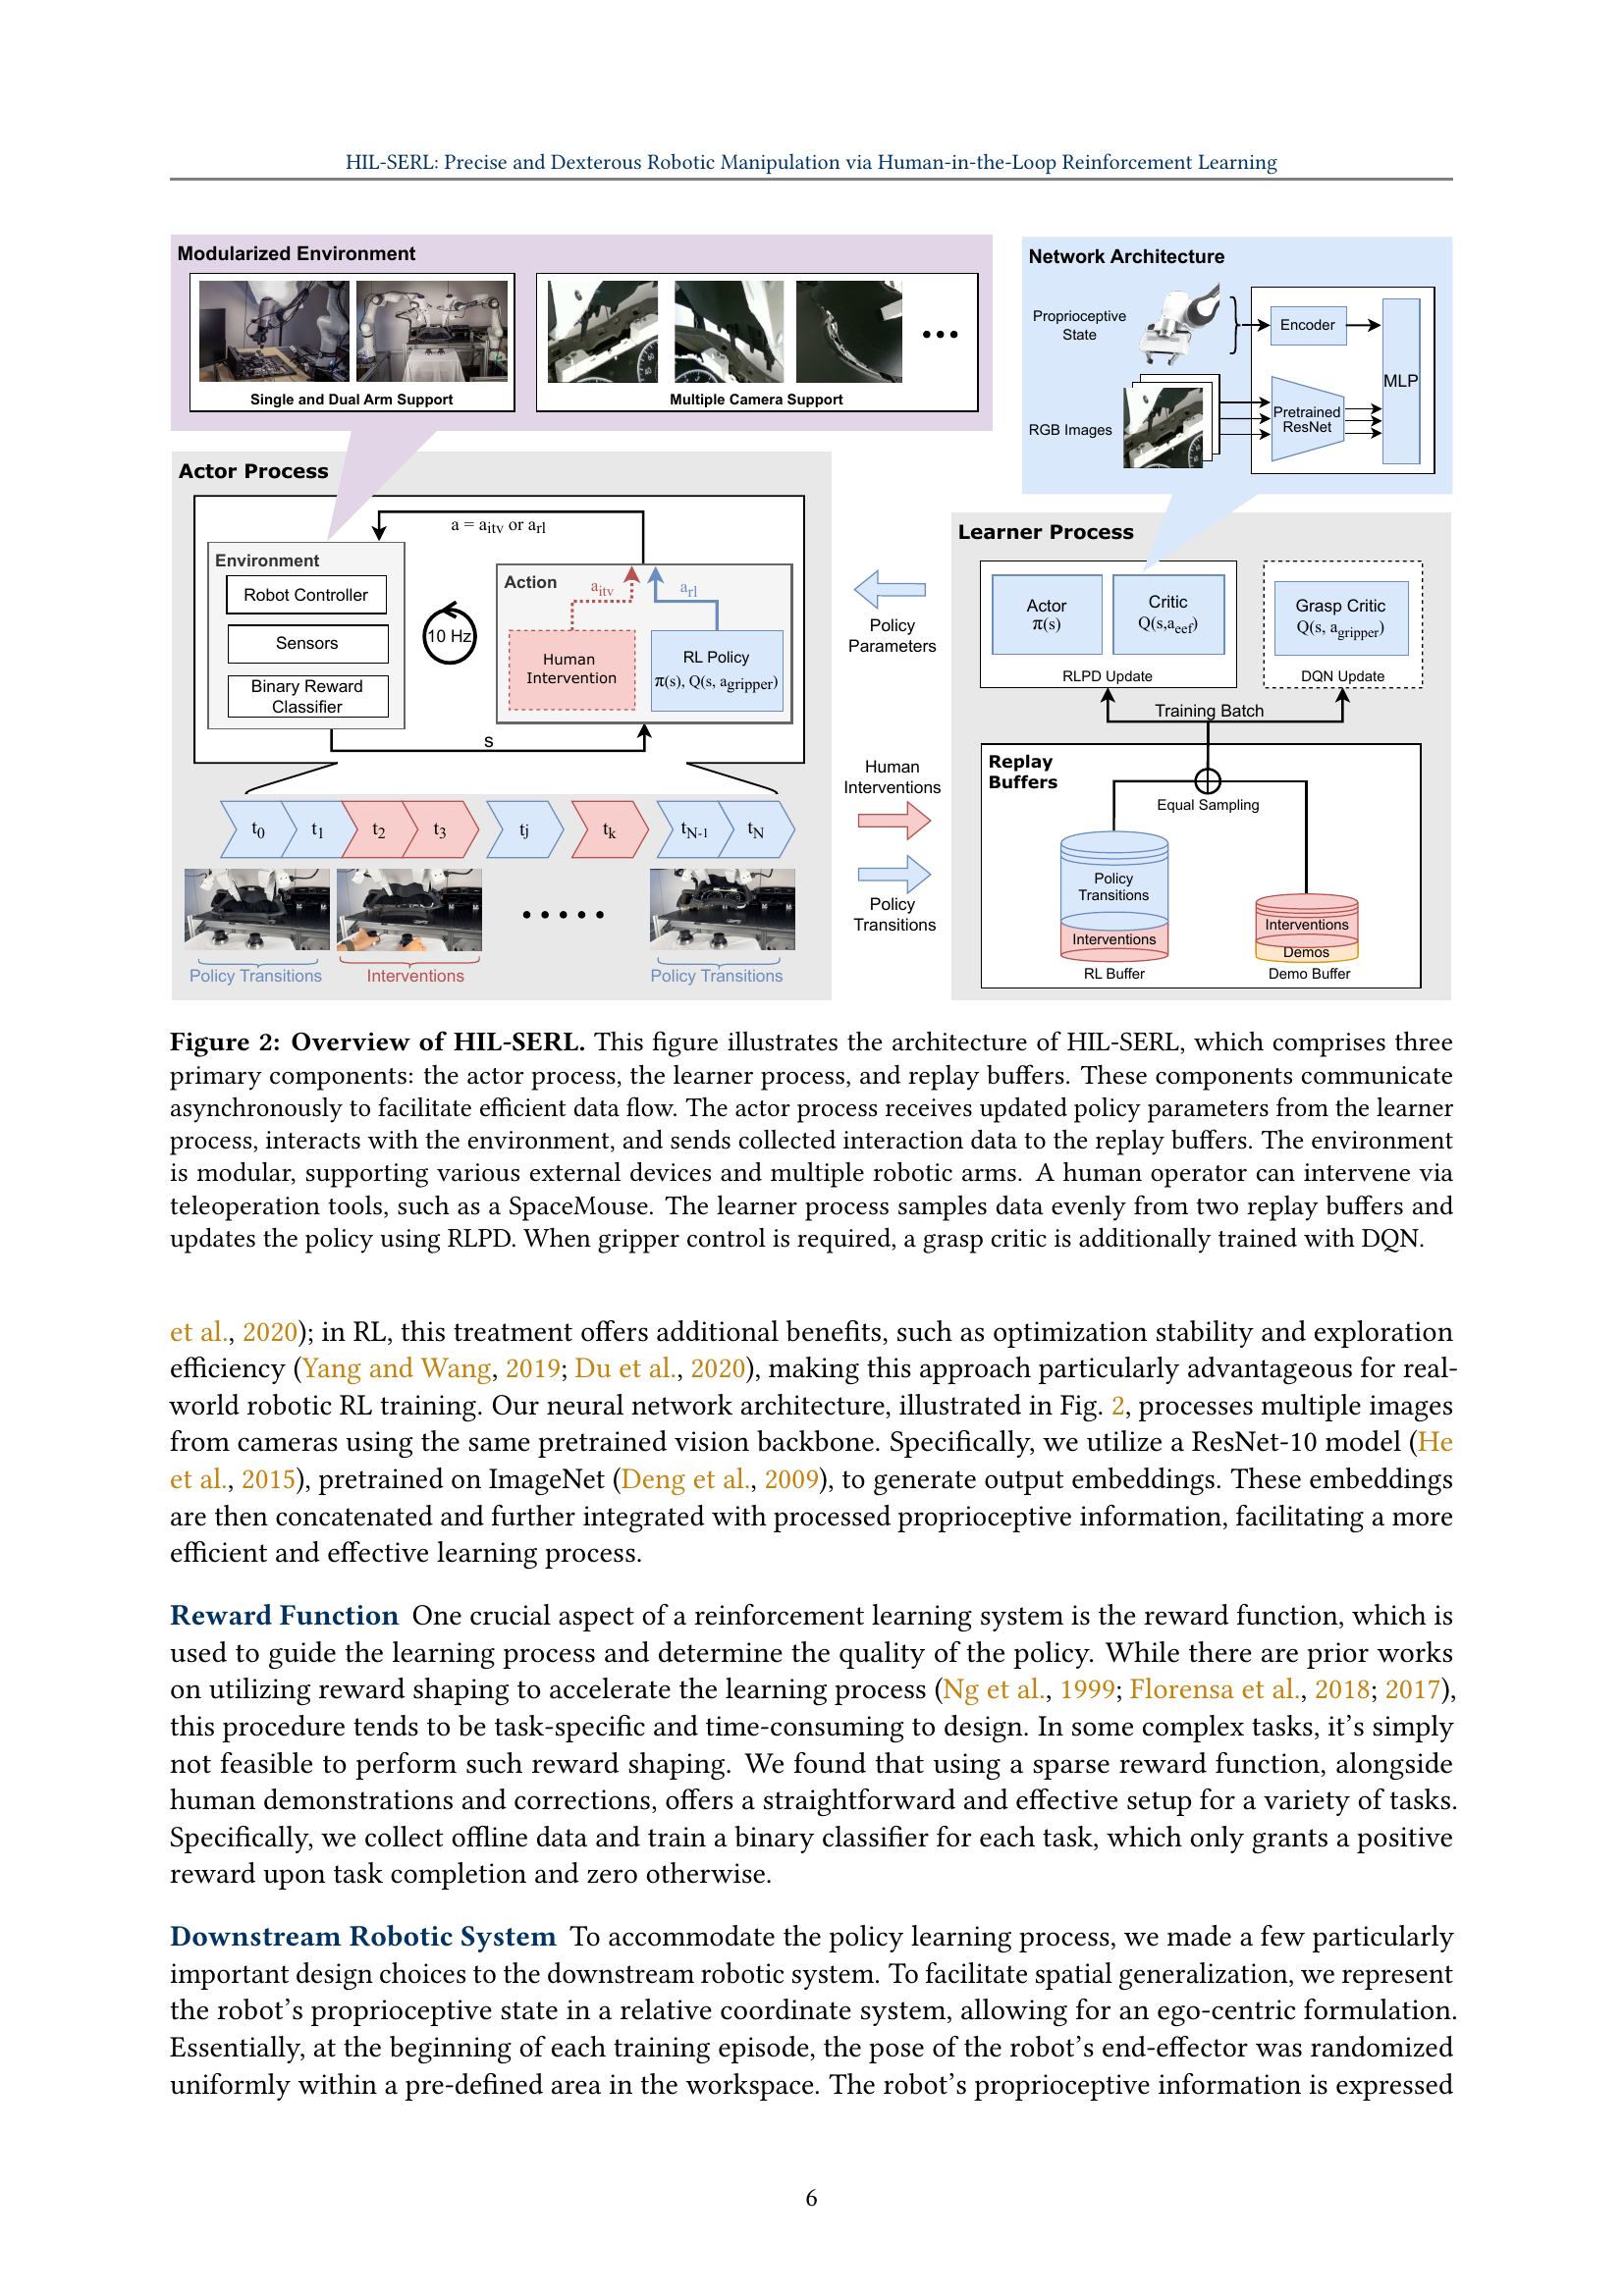 HIL-SERL: Precise and Dexterous Robotic Manipulation via Human-in-the-Loop Reinforcement Learning
Modularized Environment
Single and Dual Arm Support
Multiple Camera Support
Network Architecture
Proprioceptive
State
Encoder
MLP
RGB Images
Pretrained
ResNet
Actor Process
a = a_itv or a_rl
Environment
Robot Controller
Sensors
Binary Reward
Classifier
10 Hz
Action
a_itv
a_rl
Human
Intervention
RL Policy
π(s), Q(s, a_gripper)
s
t_0
t_1
t_2
t_3
tj
t_k
t_N-1
t_N
Policy Transitions
Interventions
Policy Transitions
Policy
Parameters
Human
Interventions
Policy
Transitions
Learner Process
Actor
π(s)
Critic
Q(s,a_eef)
RLPD Update
Grasp Critic
Q(s, a_gripper)
DQN Update
Training Batch
Replay
Buffers
Equal Sampling
Policy
Transitions
Interventions
RL Buffer
Interventions
Demos
Demo Buffer
Figure 2: Overview of HIL-SERL. This figure illustrates the architecture of HIL-SERL, which comprises three
primary components: the actor process, the learner process, and replay buffers. These components communicate
asynchronously to facilitate efficient data flow. The actor process receives updated policy parameters from the learner
process, interacts with the environment, and sends collected interaction data to the replay buffers. The environment
is modular, supporting various external devices and multiple robotic arms. A human operator can intervene via
teleoperation tools, such as a SpaceMouse. The learner process samples data evenly from two replay buffers and
updates the policy using RLPD. When gripper control is required, a grasp critic is additionally trained with DQN.
et al., 2020); in RL, this treatment offers additional benefits, such as optimization stability and exploration
efficiency (Yang and Wang, 2019; Du et al., 2020), making this approach particularly advantageous for real-
world robotic RL training. Our neural network architecture, illustrated in Fig. 2, processes multiple images
from cameras using the same pretrained vision backbone. Specifically, we utilize a ResNet-10 model (He
et al., 2015), pretrained on ImageNet (Deng et al., 2009), to generate output embeddings. These embeddings
are then concatenated and further integrated with processed proprioceptive information, facilitating a more
efficient and effective learning process.
Reward Function One crucial aspect of a reinforcement learning system is the reward function, which is
used to guide the learning process and determine the quality of the policy. While there are prior works
on utilizing reward shaping to accelerate the learning process (Ng et al., 1999; Florensa et al., 2018; 2017),
this procedure tends to be task-specific and time-consuming to design. In some complex tasks, it's simply
not feasible to perform such reward shaping. We found that using a sparse reward function, alongside
human demonstrations and corrections, offers a straightforward and effective setup for a variety of tasks.
Specifically, we collect offline data and train a binary classifier for each task, which only grants a positive
reward upon task completion and zero otherwise.
Downstream Robotic System To accommodate the policy learning process, we made a few particularly
important design choices to the downstream robotic system. To facilitate spatial generalization, we represent
the robot's proprioceptive state in a relative coordinate system, allowing for an ego-centric formulation.
Essentially, at the beginning of each training episode, the pose of the robot's end-effector was randomized
uniformly within a pre-defined area in the workspace. The robot's proprioceptive information is expressed
6